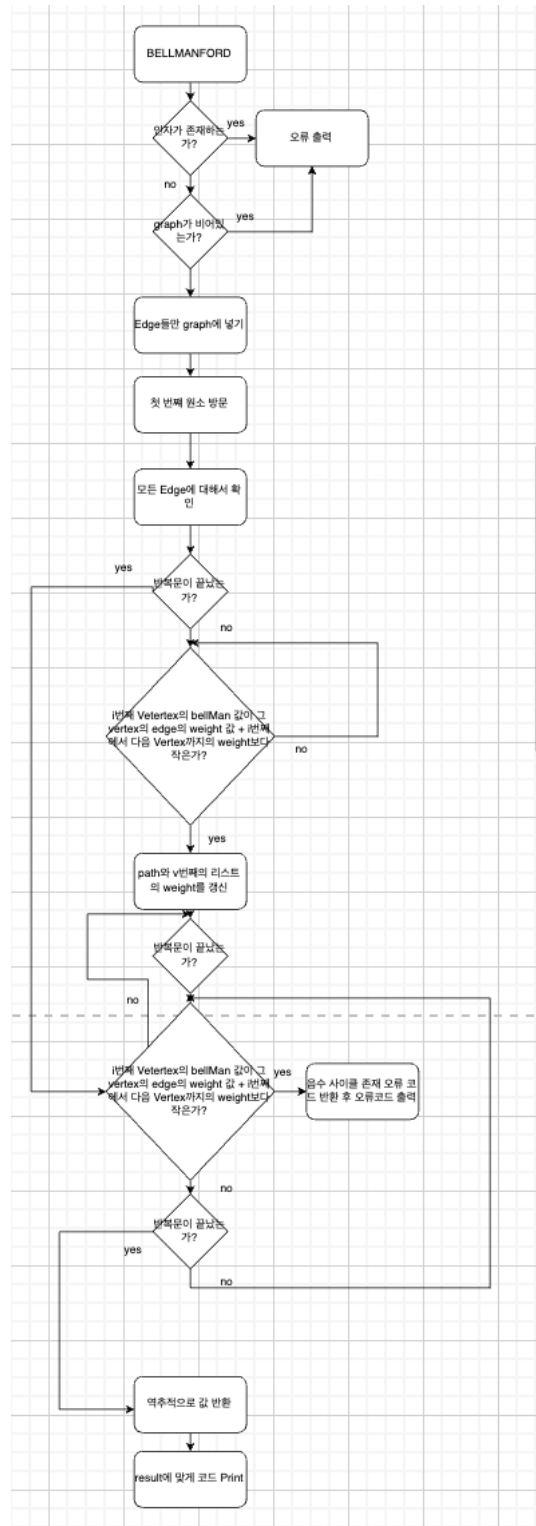 BELLMANFORD
인자가 존재하는
가?
yes
오류 출력
no
graph가 비어있
는가?
yes
Edge들만 graph에 넣기
첫 번째 원소 방문
모든 Edge에 대해서 확
인
yes
반복문이 끝났는
가?
no
i번째 Vetertex의 bellMan 값이 그
vertex의 edge의 weight 값 + i번째
에서 다음 Vertex까지의 weight보다
작은가?
no
yes
path와 v번째의 리스트
의 weight를 갱신
반복문이 끝났는
가?
no
i번째 Vetertex의 bellMan 값이 그
vertex의 edge의 weight 값 + i번째
에서 다음 Vertex까지의 weight보다
작은가?
yes
음수 사이클 존재 오류 코
드 반환 후 오류코드 출력
no
반복문이 끝났는
가?
yes
no
역추적으로 값 반환
result에 맞게 코드 Print